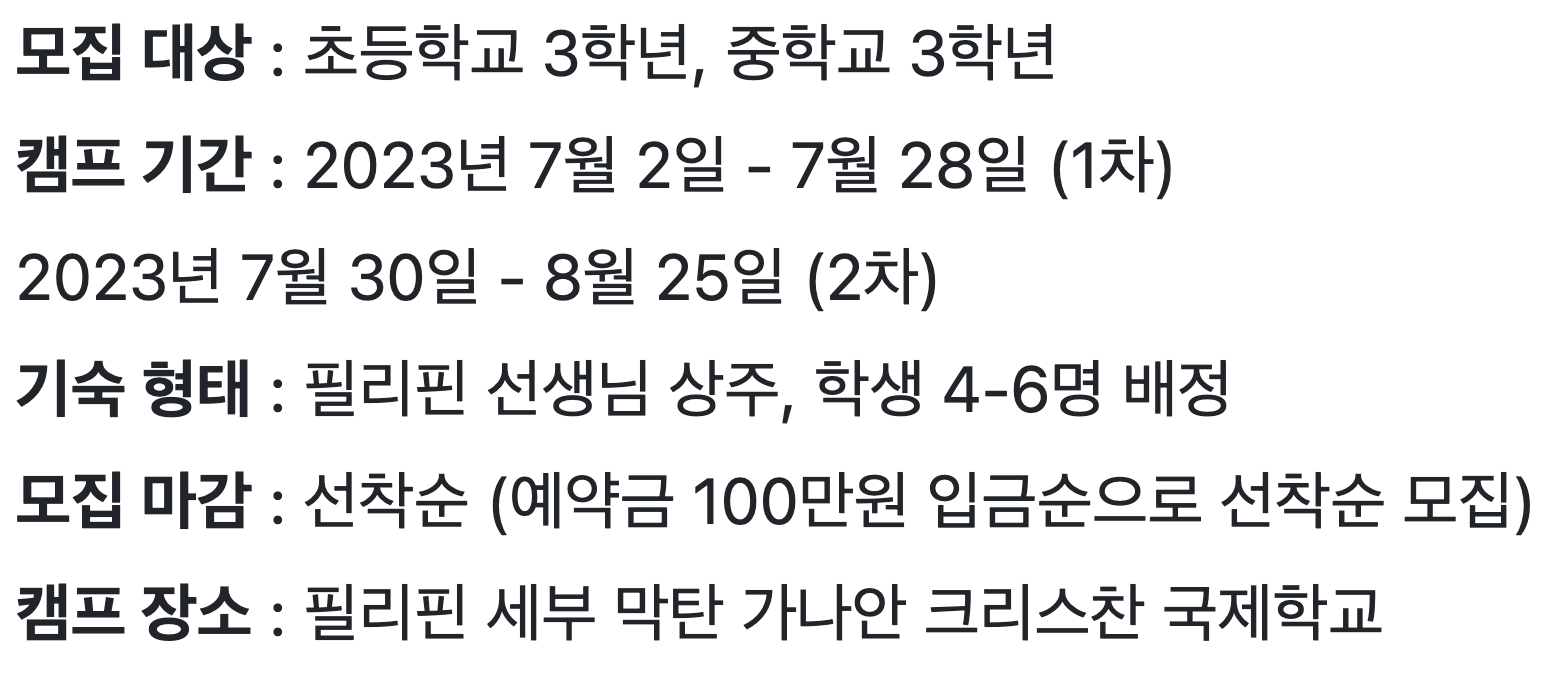 모집 대상 : 초등학교 3학년, 중학교 3학년
캠프 기간 : 2023년 7월 2일 - 7월 28일 (1차)
2023년 7월 30일 - 8월 25일 (2차)
기숙 형태 : 필리핀 선생님 상주, 학생 4-6명 배정
모집 마감 : 선착순 (예약금 100만원 입금순으로 선착순 모집)
캠프 장소 : 필리핀 세부 막탄 가나안 크리스찬 국제학교